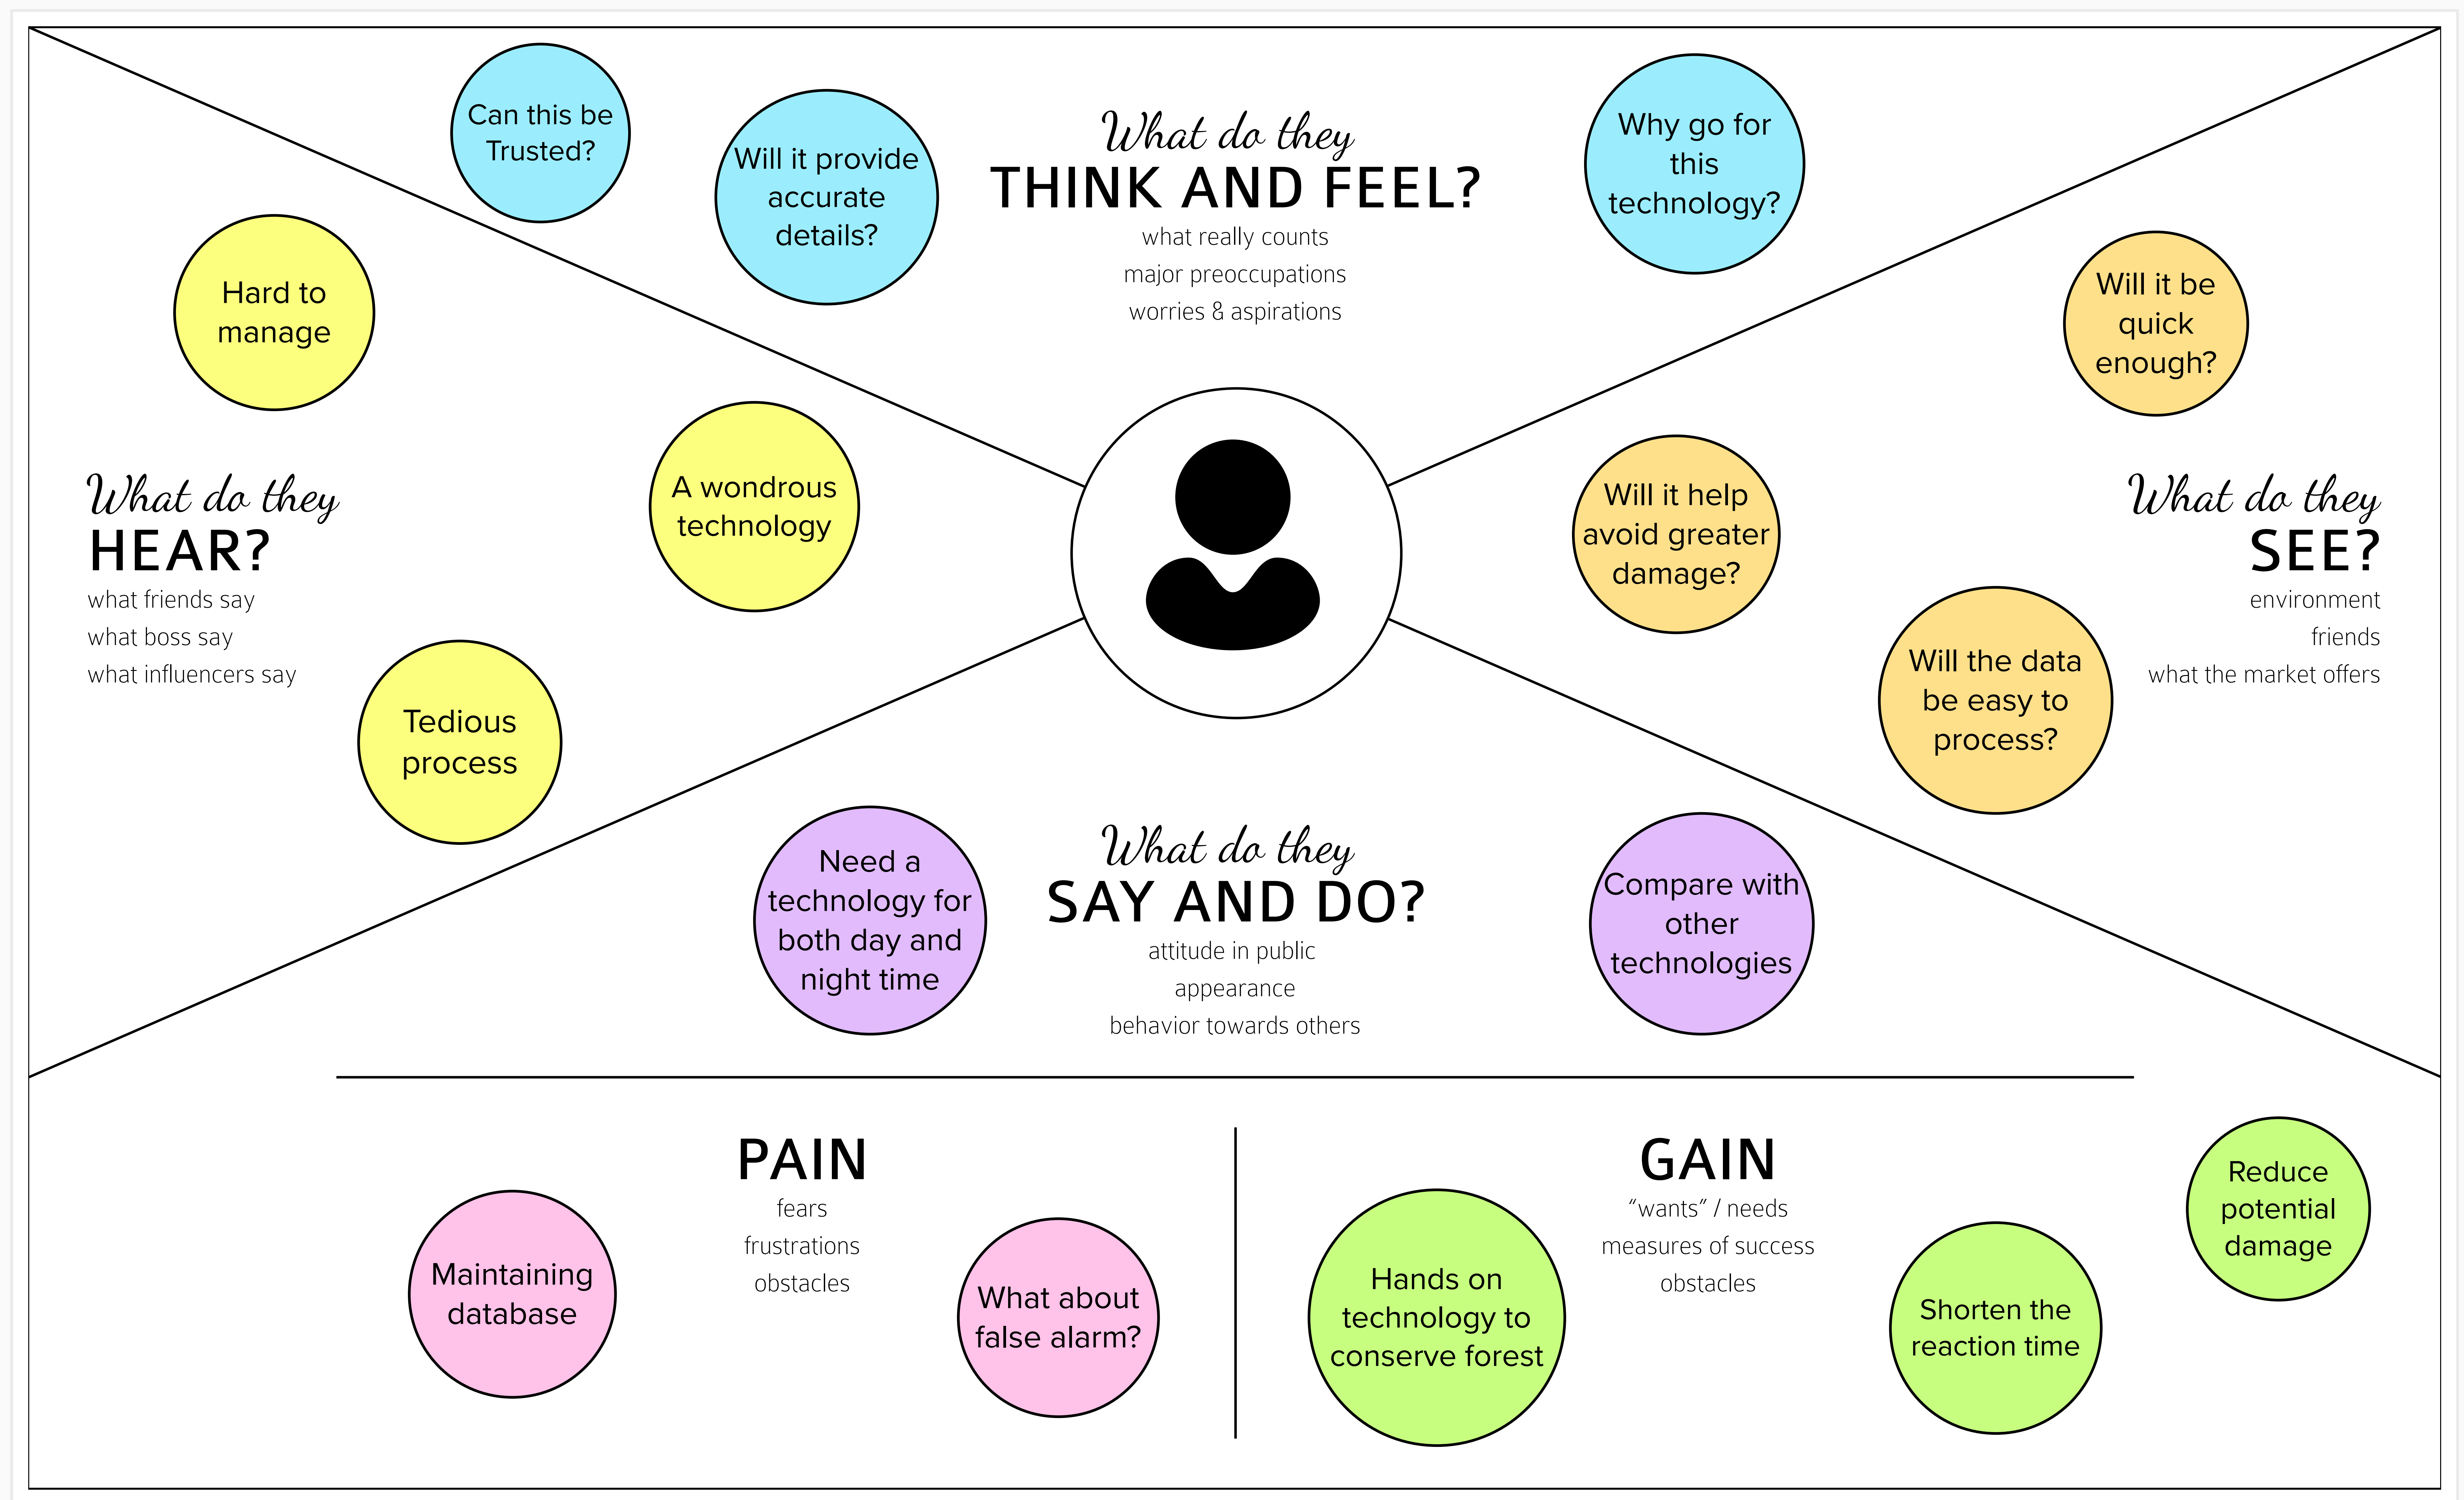 Can this be
Trusted?
Will it provide
accurate
details?
What do they
THINK AND FEEL?
what really counts
major preoccupations
worries & aspirations
Why go for
this
technology?
Hard to
manage
A wondrous
technology
What do they
HEAR?
what friends say
what boss say
what influencers say
Tedious
process
Will it be
quick
enough?
Will it help
avoid greater
damage?
What do they
SEE?
environment
friends
what the market offers
Will the data
be easy to
process?
Need a
technology for
both day and
night time
What do they
SAY AND DO?
attitude in public
appearance
behavior towards others
Compare with
other
technologies
PAIN
fears
frustrations
obstacles
Maintaining
database
What about
false alarm?
GAIN
“wants” / needs
measures of success
obstacles
Hands on
technology to
conserve forest
Shorten the
reaction time
Reduce
potential
damage